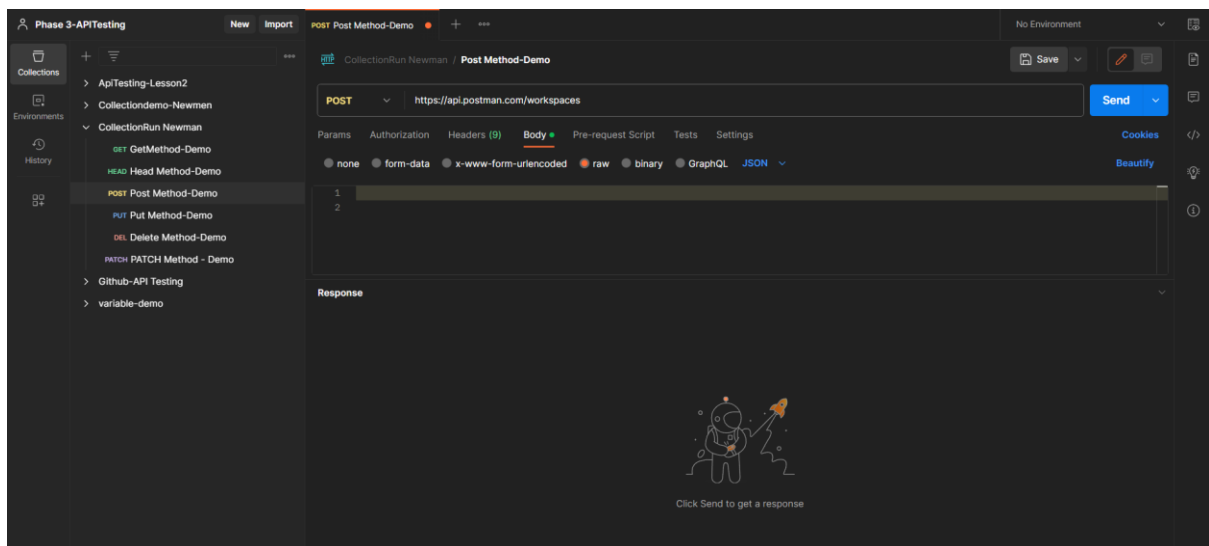 Phase 3-APITesting New Import
Collections
Environments
History
ApiTesting-Lesson2
Collectiondemo-Newmen
CollectionRun Newman
GET GetMethod-Demo
HEAD Head Method-Demo
POST Post Method-Demo
PUT Put Method-Demo
DEL Delete Method-Demo
PATCH PATCH Method - Demo
Github-API Testing
variable-demo
POST Post Method-Demo No Environment
HTTP CollectionRun Newman / Post Method-Demo Save
POST https://api.postman.com/workspaces Send
Params Authorization Headers (9) Body Pre-request Script Tests Settings Cookies
none form-data x-www-form-urlencoded raw binary GraphQL JSON Beautify
1
2
Response
Click Send to get a response